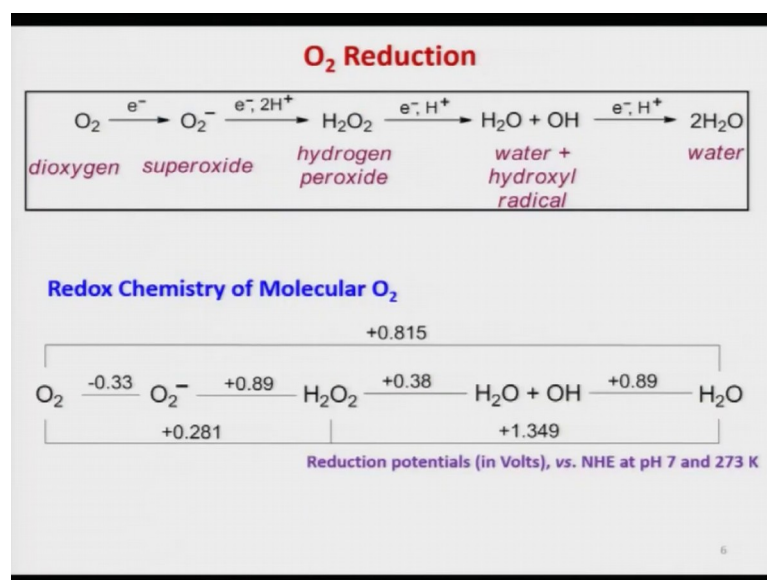 O₂ Reduction
e⁻ e⁻, 2H⁺ e⁻, H⁺ e⁻, H⁺
O₂ O₂⁻ H₂O₂ H₂O + OH 2H₂O
dioxygen superoxide hydrogen peroxide water + hydroxyl radical water
Redox Chemistry of Molecular O₂
+0.815
-0.33 +0.89 +0.38 +0.89
O₂ O₂⁻ H₂O₂ H₂O + OH H₂O
+0.281 +1.349
Reduction potentials (in Volts), vs. NHE at pH 7 and 273 K
6